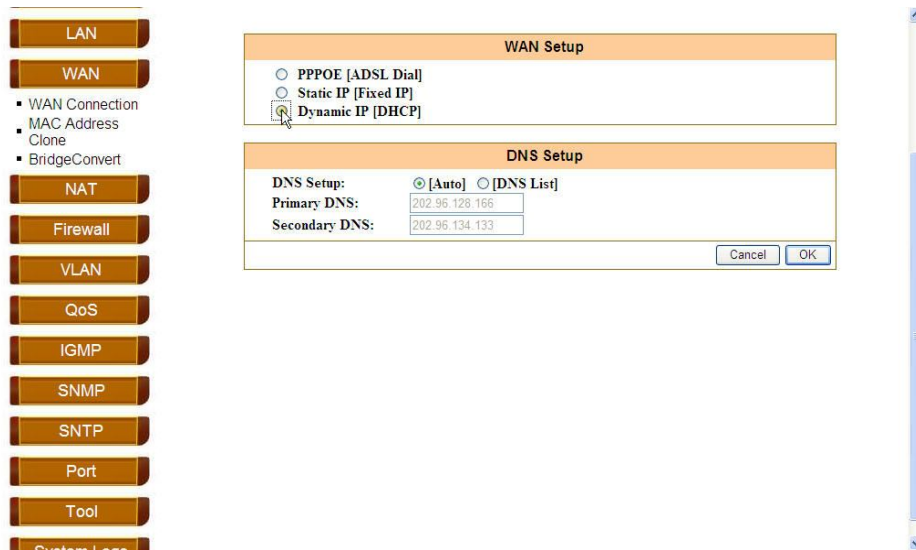 LAN
WAN
WAN Connection
MAC Address
Clone
BridgeConvert
NAT
Firewall
VLAN
QoS
IGMP
SNMP
SNTP
Port
Tool
System Logs
WAN Setup
PPPOE [ADSL Dial]
Static IP [Fixed IP]
Dynamic IP [DHCP]
DNS Setup
DNS Setup: [Auto] [DNS List]
Primary DNS: 202.96.128.166
Secondary DNS: 202.96.134.133
Cancel OK